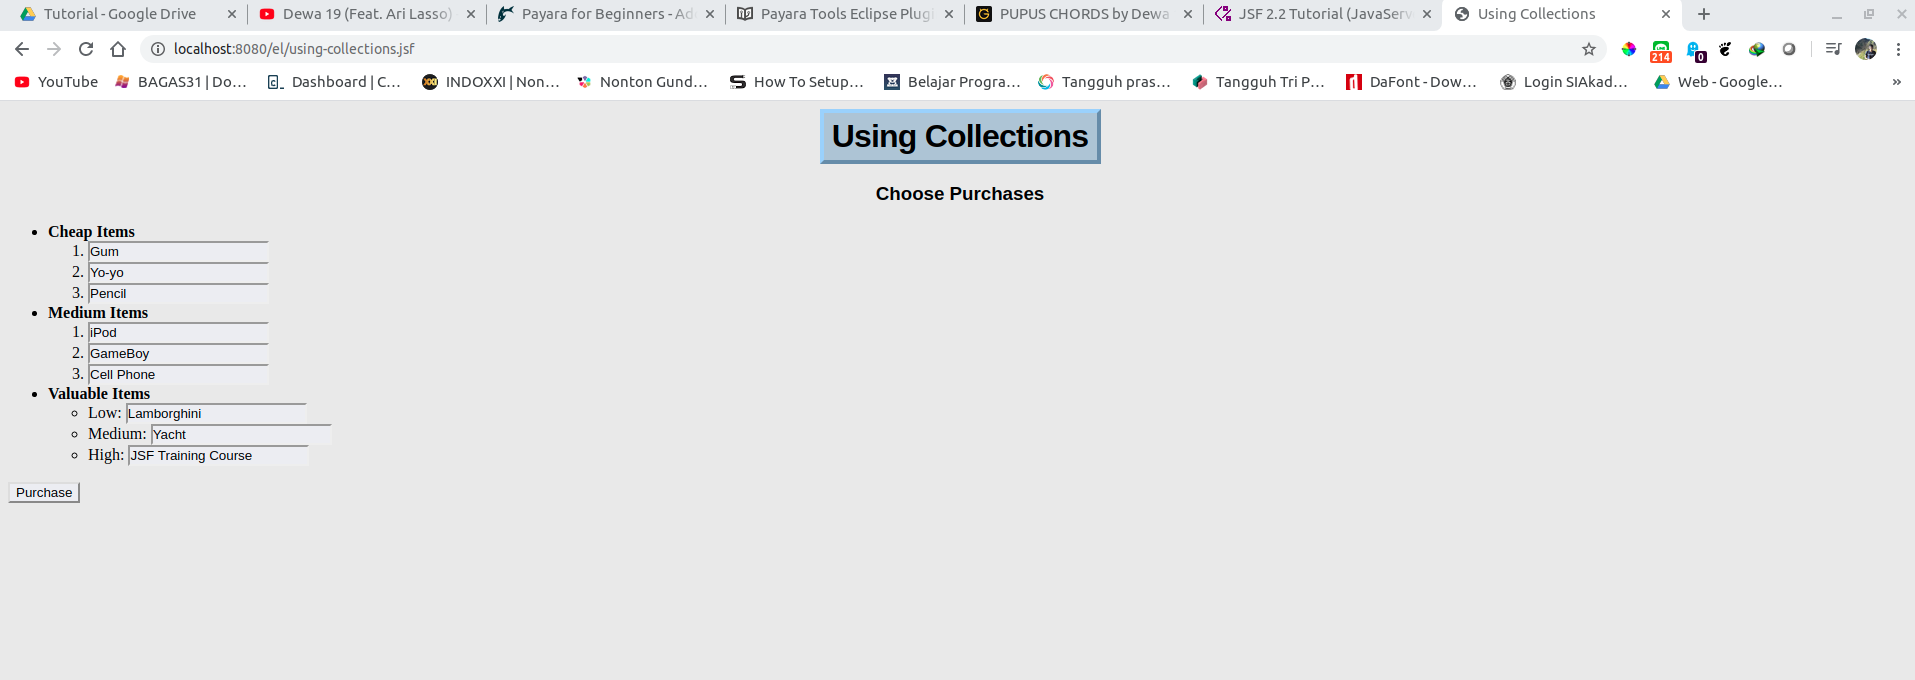 Tutorial - Google Drive
Dewa 19 (Feat. Ari Lasso)
Payara for Beginners - Ad
Payara Tools Eclipse Plugi
PUPUS CHORDS by Dewa
JSF 2.2 Tutorial (JavaServ
Using Collections
localhost:8080/el/using-collections.jsf
214
0
YouTube
BAGAS31 | Do...
Dashboard | C...
INDOXXI | Non...
Nonton Gund...
How To Setup...
Belajar Progra...
Tangguh pras...
Tangguh Tri P...
DaFont - Dow...
Login SIAkad...
Web - Google...
»
Using Collections
Choose Purchases
• Cheap Items
1. Gum
2. Yo-yo
3. Pencil
• Medium Items
1. iPod
2. GameBoy
3. Cell Phone
• Valuable Items
Low: Lamborghini
Medium: Yacht
High: JSF Training Course
Purchase